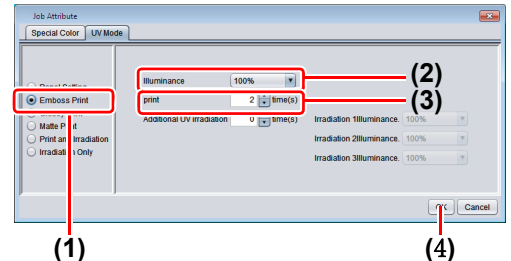 Job Attribute
Special Color UV Mode
Illuminance 100% (2)
Emboss Print print 2 time(s) (3)
Additional UV Irradiation 0 time(s) Irradiation 1Illuminance. 100%
Matte Print
Print and Irradiation Irradiation 2Illuminance. 100%
Irradiation Only
Irradiation 3Illuminance. 100%
OK Cancel
(1) (4)